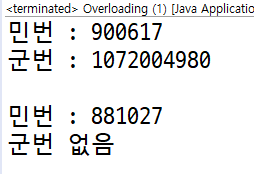 <terminated> Overloading (1) [Java Applicatio
민번 : 900617
군번 : 1072004980
민번 : 881027
군번 없음